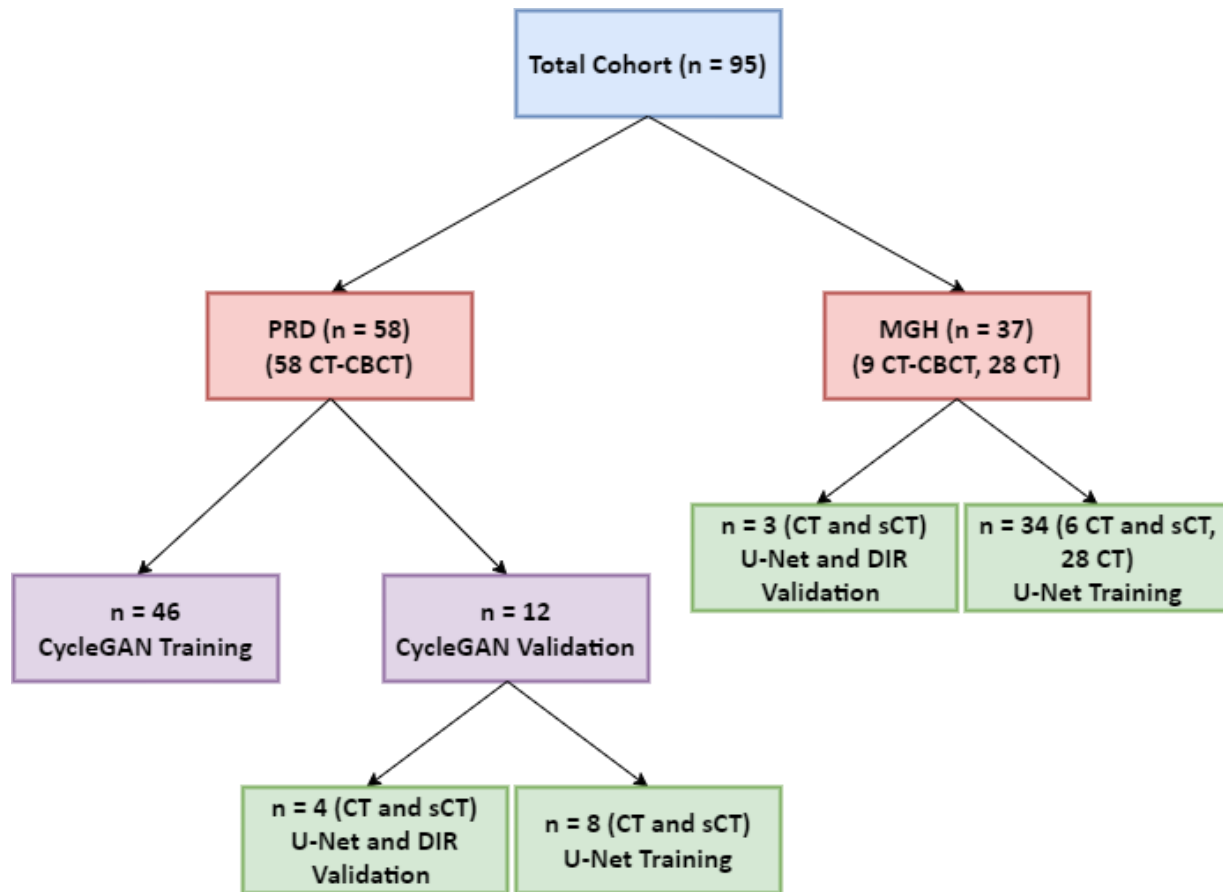 Total Cohort (n = 95)
PRD (n = 58)
(58 CT-CBCT)
MGH (n = 37)
(9 CT-CBCT, 28 CT)
n = 3 (CT and sCT)
U-Net and DIR
Validation
n = 34 (6 CT and sCT,
28 CT)
U-Net Training
n = 46
CycleGAN Training
n = 12
CycleGAN Validation
n = 4 (CT and sCT)
U-Net and DIR
Validation
n = 8 (CT and sCT)
U-Net Training